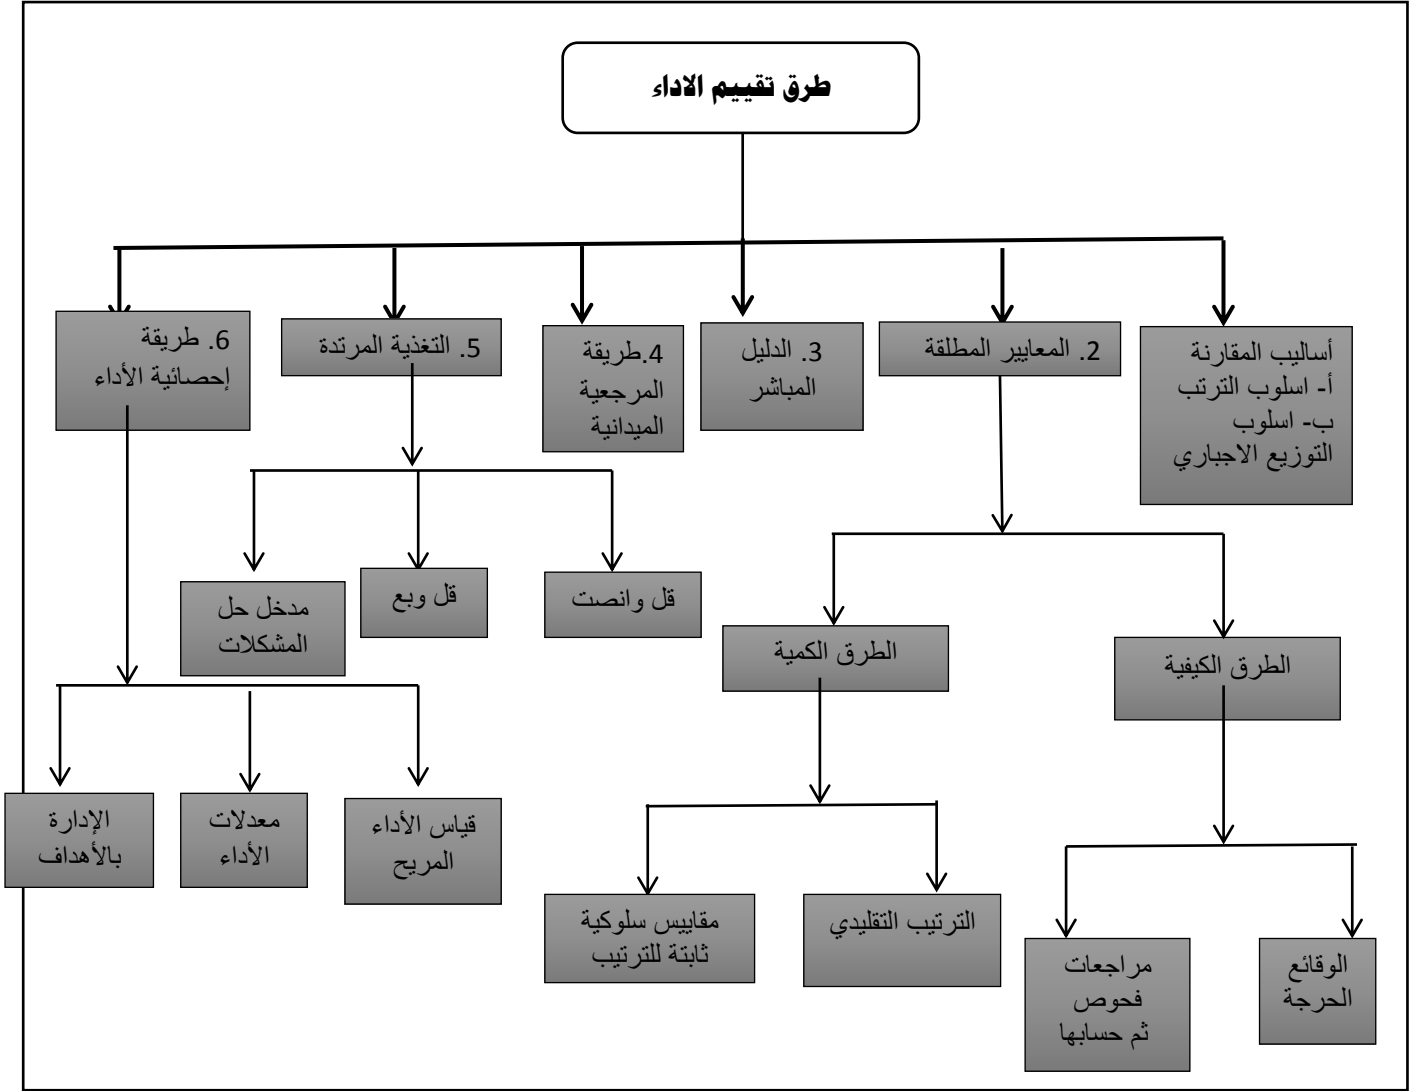 طرق تقييم الاداء
أساليب المقارنة
أ- اسلوب الترتب
ب- اسلوب
التوزيع الاجباري
2. المعايير المطلقة
3. الدليل
المباشر
4.طريقة
المرجعية
الميدانية
5. التغذية المرتدة
6. طريقة
إحصائية الأداء
قل وانصت
قل وبع
مدخل حل
المشكلات
الطرق الكيفية
الطرق الكمية
قياس الأداء
المريح
معدلات
الأداء
الإدارة
بالأهداف
الوقائع
الحرجة
مراجعات
فحوص
ثم حسابها
الترتيب التقليدي
مقاييس سلوكية
ثابتة للترتيب